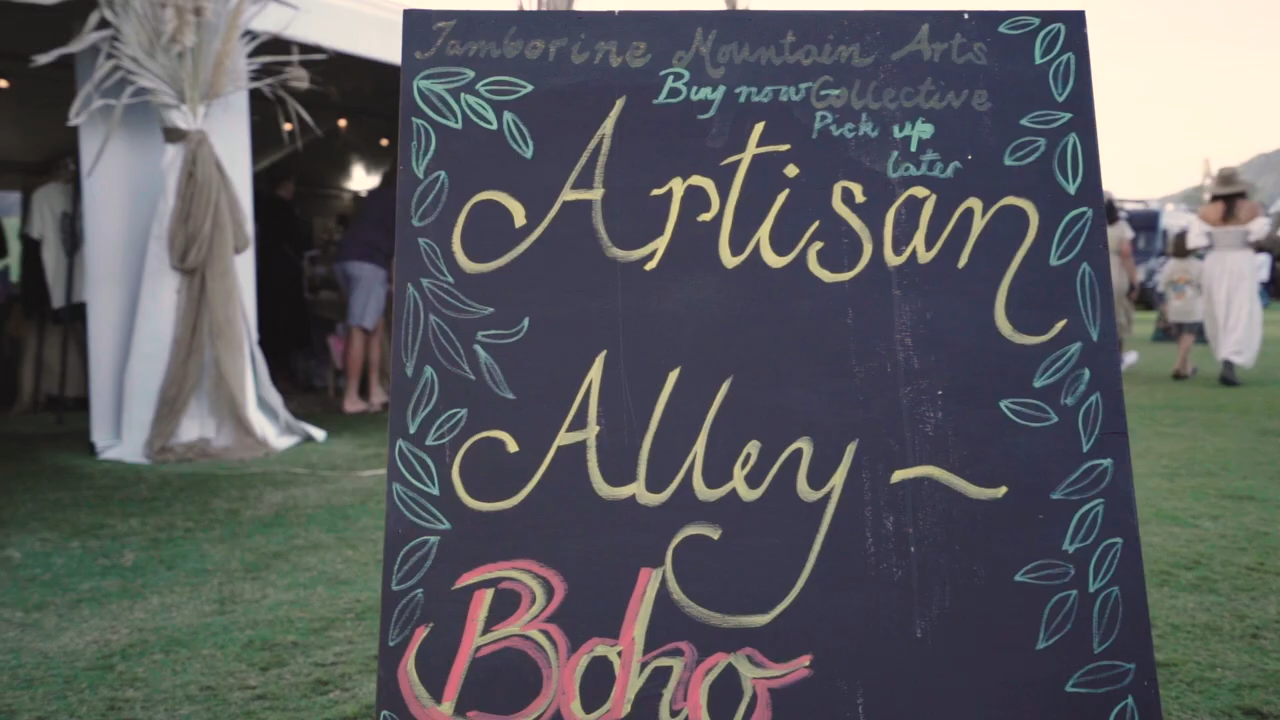 Tamborine Mountain Arts
Buy now~ Collective
Pick up
later
Artisan
Alley ~
Boho